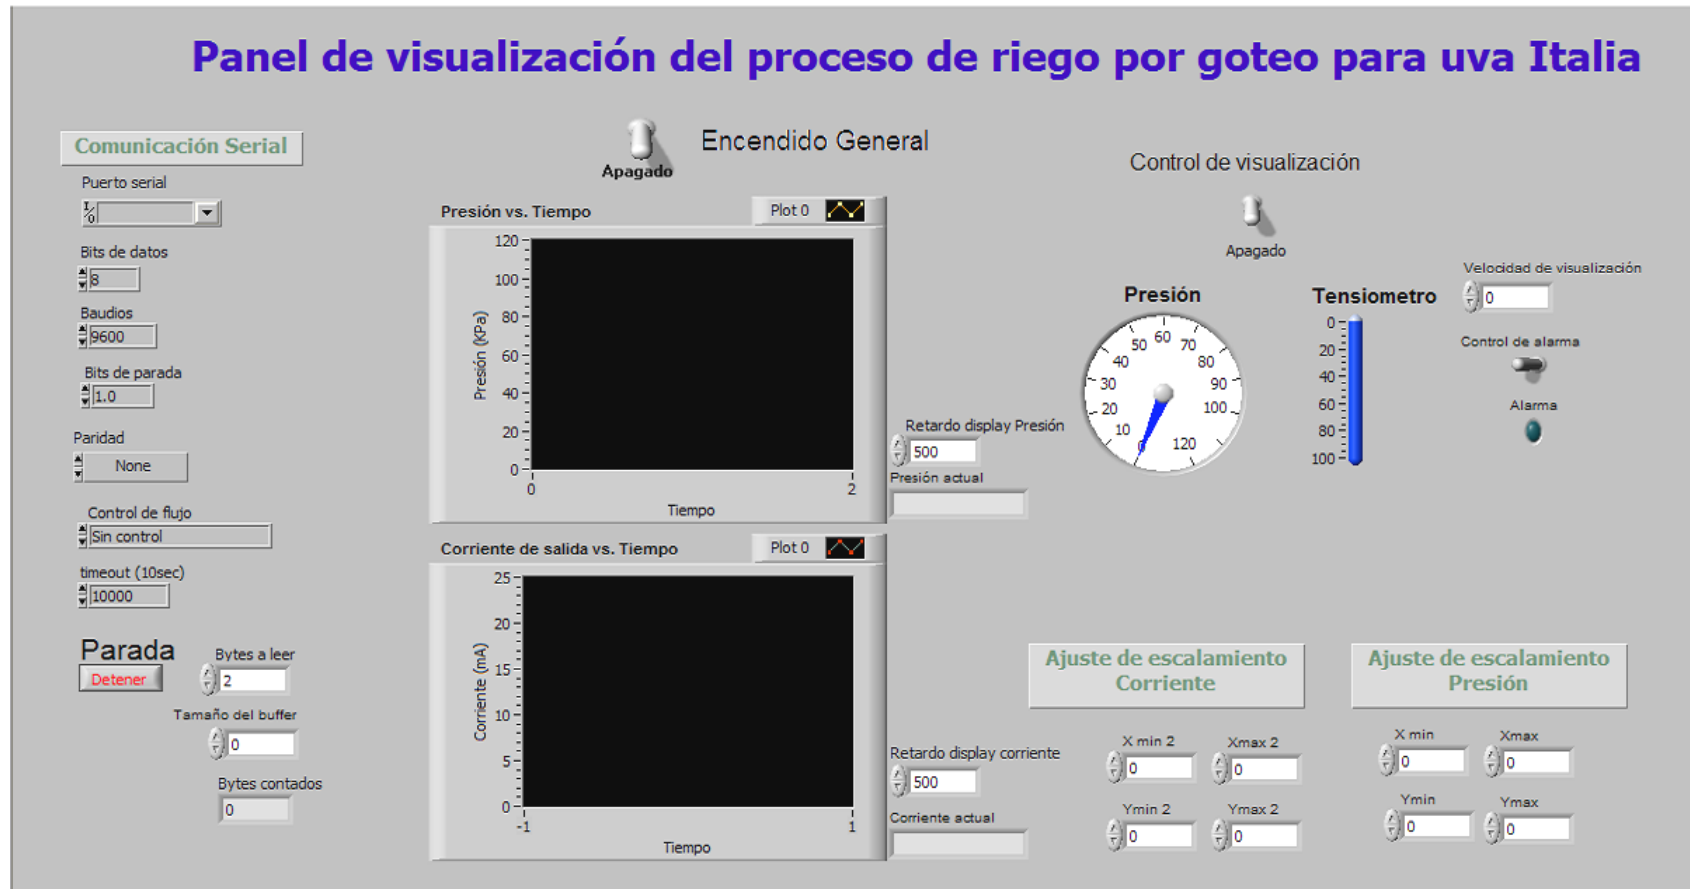 Panel de visualización del proceso de riego por goteo para uva Italia
Comunicación Serial
Puerto serial
I/O
Bits de datos
8
Baudios
9600
Bits de parada
1.0
Paridad
None
Control de flujo
Sin control
timeout (10sec)
10000
Parada
Detener
Bytes a leer
2
Tamaño del buffer
0
Bytes contados
0
Encendido General
Apagado
Presión vs. Tiempo
Plot 0
Presión (KPa)
120
100
80
60
40
20
0
0
2
Tiempo
Retardo display Presión
500
Presión actual
Corriente de salida vs. Tiempo
Plot 0
Corriente (mA)
25
20
15
10
5
0
-1
1
Tiempo
Retardo display corriente
500
Corriente actual
Control de visualización
Apagado
Presión
0
10
20
30
40
50
60
70
80
90
100
120
Tensiometro
0
20
40
60
80
100
Velocidad de visualización
0
Control de alarma
Alarma
Ajuste de escalamiento
Corriente
X min 2
0
Xmax 2
0
Ymin 2
0
Ymax 2
0
Ajuste de escalamiento
Presión
X min
0
Xmax
0
Ymin
0
Ymax
0